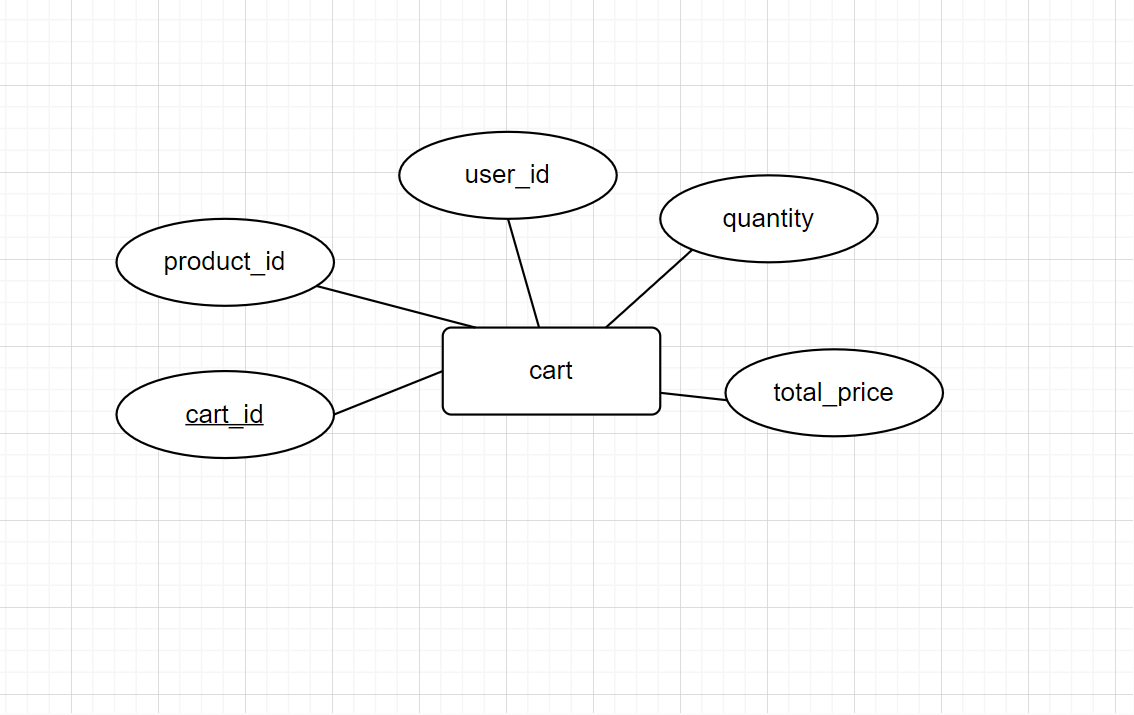 user_id
quantity
product_id
cart
total_price
cart_id